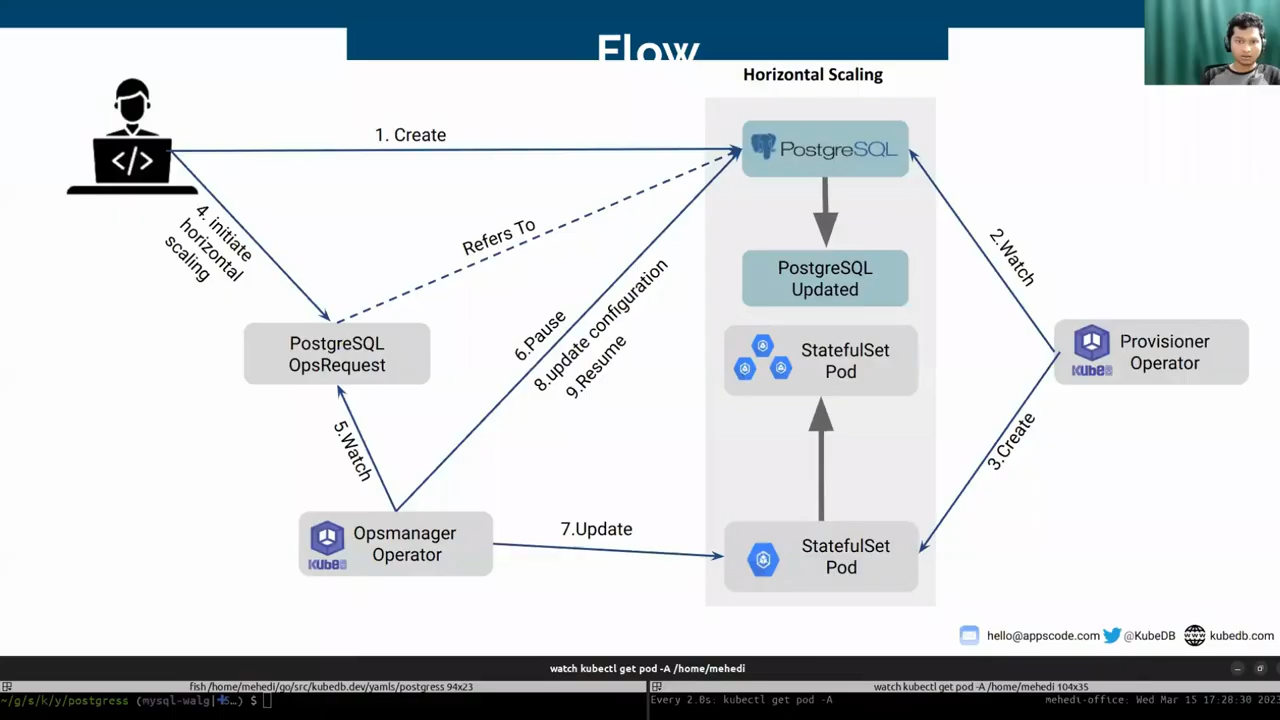 Flow
Horizontal Scaling
1. Create
PostgreSQL
4. initiate
horizontal
scaling
Refers To
2.Watch
PostgreSQL
Updated
6.Pause
8.update configuration
9.Resume
PostgreSQL
OpsRequest
StatefulSet
Pod
Provisioner
Operator
5.Watch
3.Create
Opsmanager
Operator
7.Update
StatefulSet
Pod
hello@appscode.com
@KubeDB
kubedb.com
watch kubectl get pod -A /home/mehedi
fish /home/mehedi/go/src/kubedb.dev/yamls/postgress 94x23
watch kubectl get pod -A /home/mehedi 104x35
~/g/s/k/y/postgress (mysql-walg|
Every 2.0s: kubectl get pod -A
mehedi-office: Wed Mar 15 17:28:30